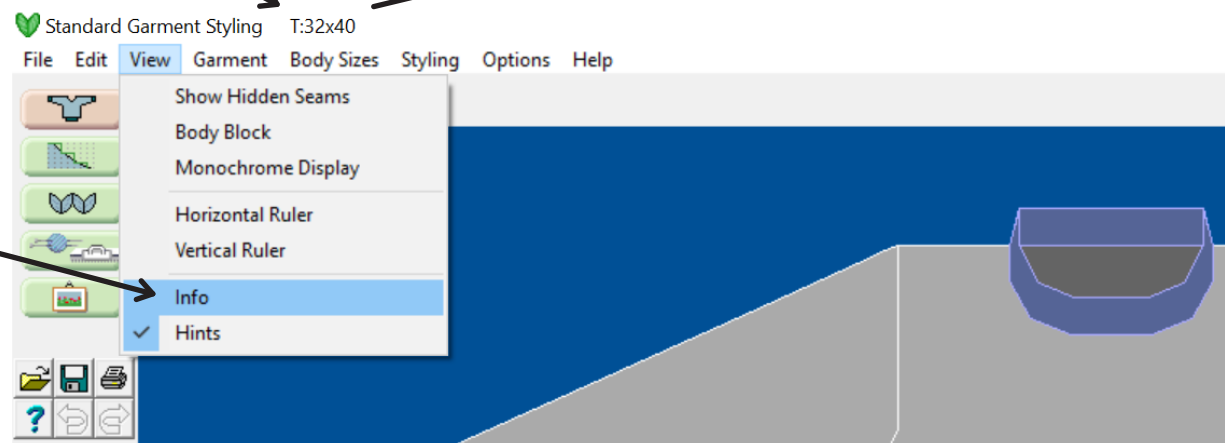 Standard Garment Styling T:32x40
File Edit View Garment Body Sizes Styling Options Help
Show Hidden Seams
Body Block
Monochrome Display
Horizontal Ruler
Vertical Ruler
Info
Hints
?